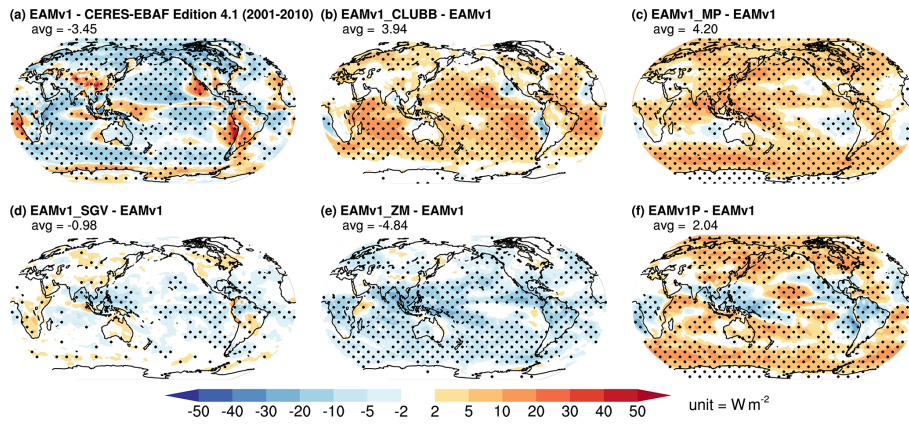 (a) EAMv1 - CERES-EBAF Edition 4.1 (2001-2010)
avg = -3.45
(b) EAMv1_CLUBB - EAMv1
avg = 3.94
(c) EAMv1_MP - EAMv1
avg = 4.20
(d) EAMv1_SGV - EAMv1
avg = -0.98
(e) EAMv1_ZM - EAMv1
avg = -4.84
(f) EAMv1P - EAMv1
avg = 2.04
-50 -40 -30 -20 -10 -5 -2 2 5 10 20 30 40 50 unit = W m-2